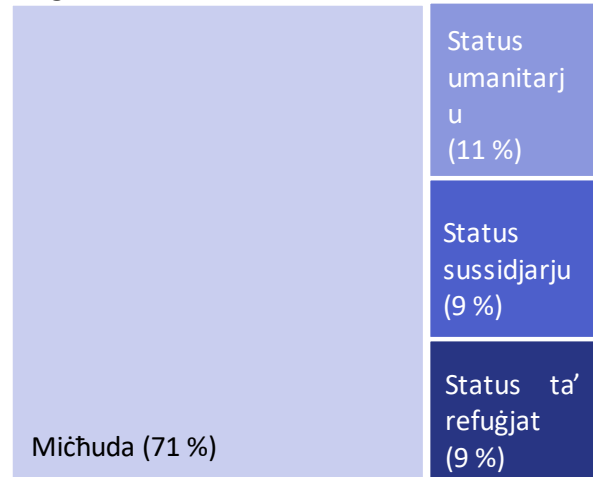 Miċħuda (71 %)
Status
umanitarj
u
(11 %)
Status
sussidjarju
(9 %)
Status ta’
refuġjat
(9 %)